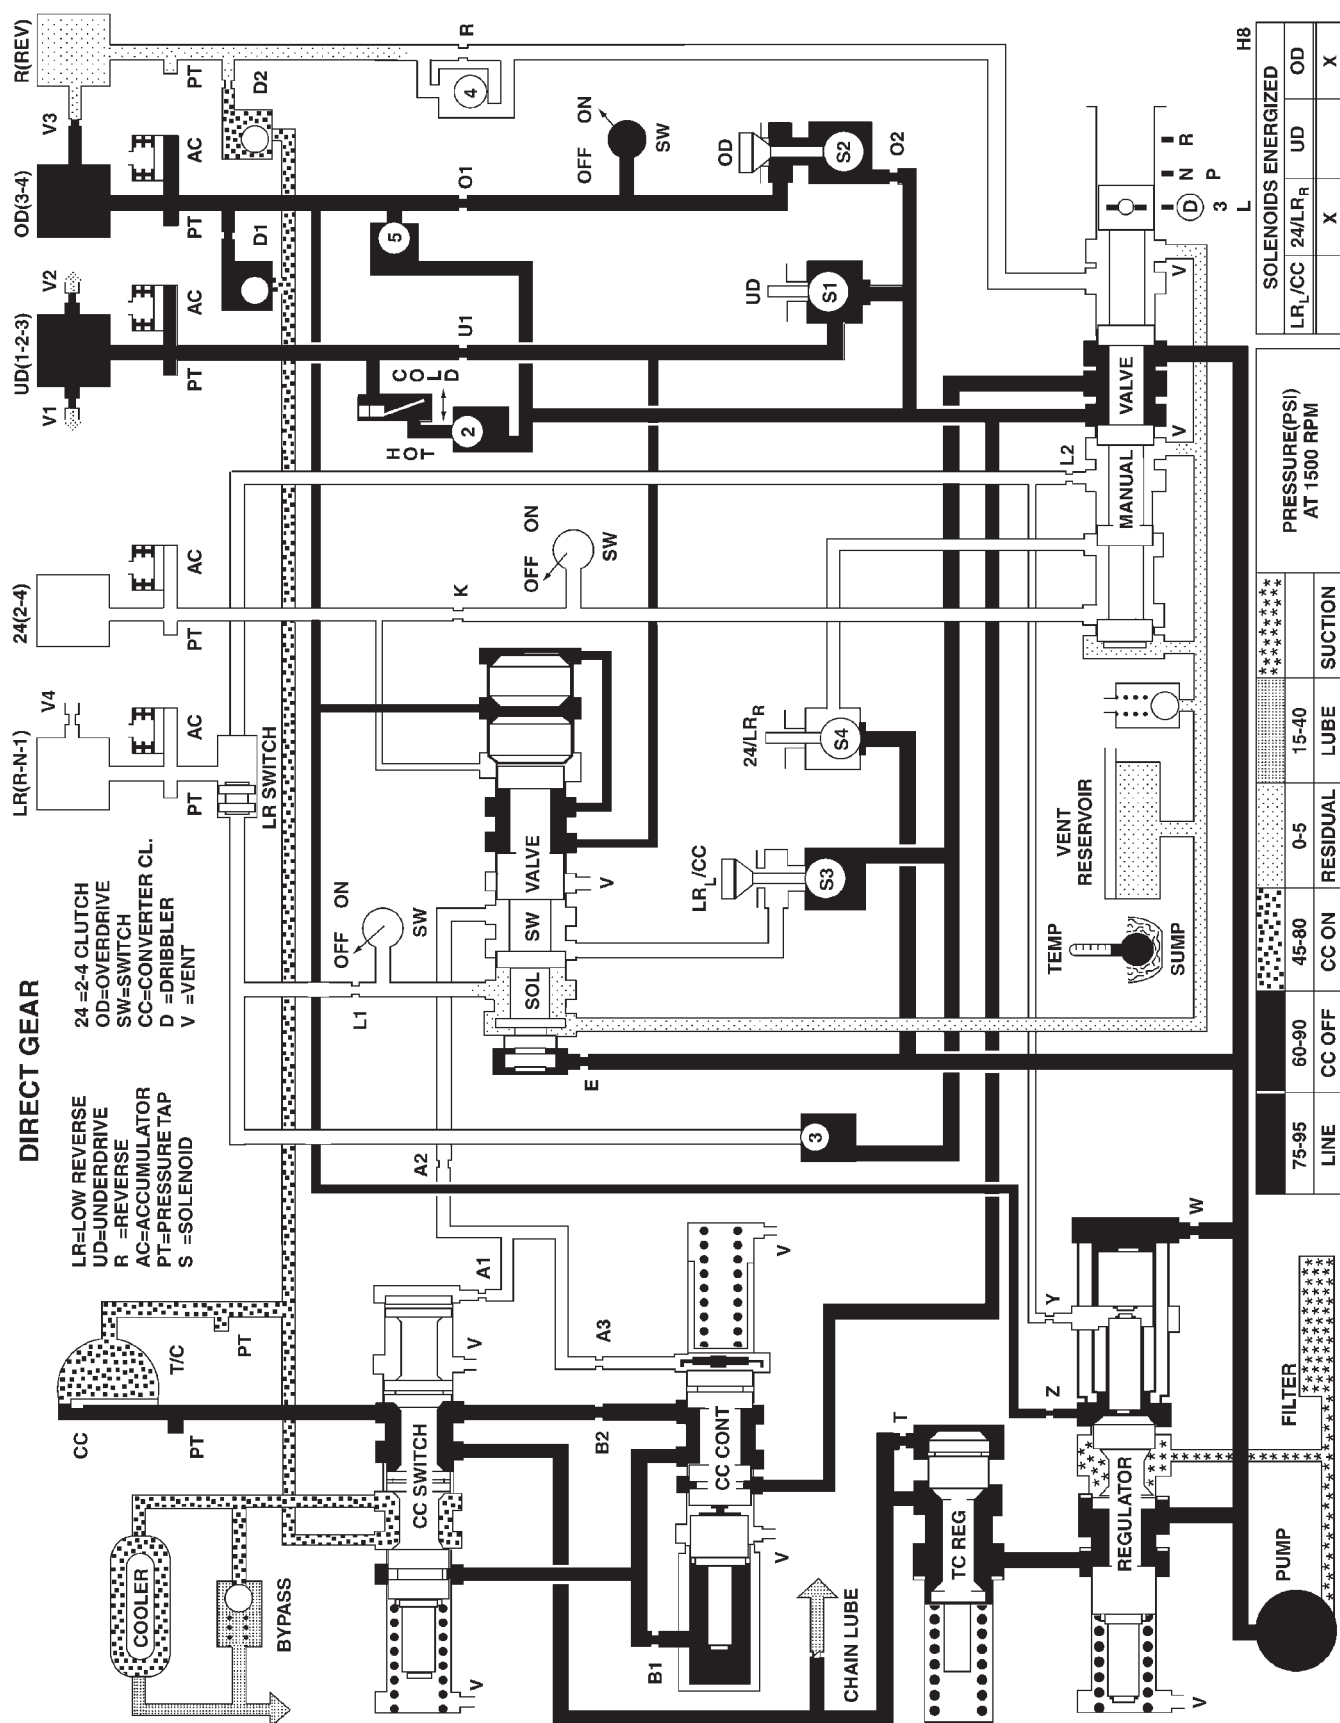 DIRECT GEAR
LR=LOW REVERSE
UD=UNDERDRIVE
R =REVERSE
AC=ACCUMULATOR
PT=PRESSURE TAP
S =SOLENOID
24 =2-4 CLUTCH
OD=OVERDRIVE
SW=SWITCH
CC=CONVERTER CL.
D =DRIBBLER
V =VENT
LR(R-N-1)
V4
24(2-4)
V1
UD(1-2-3)
V2
OD(3-4)
V3
R(REV)
PT
AC
PT
AC
PT
AC
PT
AC
PT
LR SWITCH
D1
D2
COOLER
BYPASS
CC
T/C
PT
PT
V
CC SWITCH
V
A1
A2
A3
B1
B2
CC CONT
V
V
CHAIN LUBE
L1
OFF
ON
SW
E
SOL
SW
VALVE
V
K
OFF
ON
SW
HOT
COLD
2
U1
5
O1
4
R
OFF
ON
SW
3
LRL/CC
S3
24/LRR
S4
UD
S1
OD
S2
O2
T
TC REG
Z
Y
W
V
REGULATOR
PUMP
FILTER
TEMP
SUMP
VENT
RESERVOIR
L2
MANUAL
V
VALVE
V
D
N
R
3
P
L
75-95
60-90
45-80
0-5
15-40
PRESSURE(PSI)
AT 1500 RPM
LINE
CC OFF
CC ON
RESIDUAL
LUBE
SUCTION
SOLENOIDS ENERGIZED
LRL/CC
24/LRR
UD
OD
X
X
H8